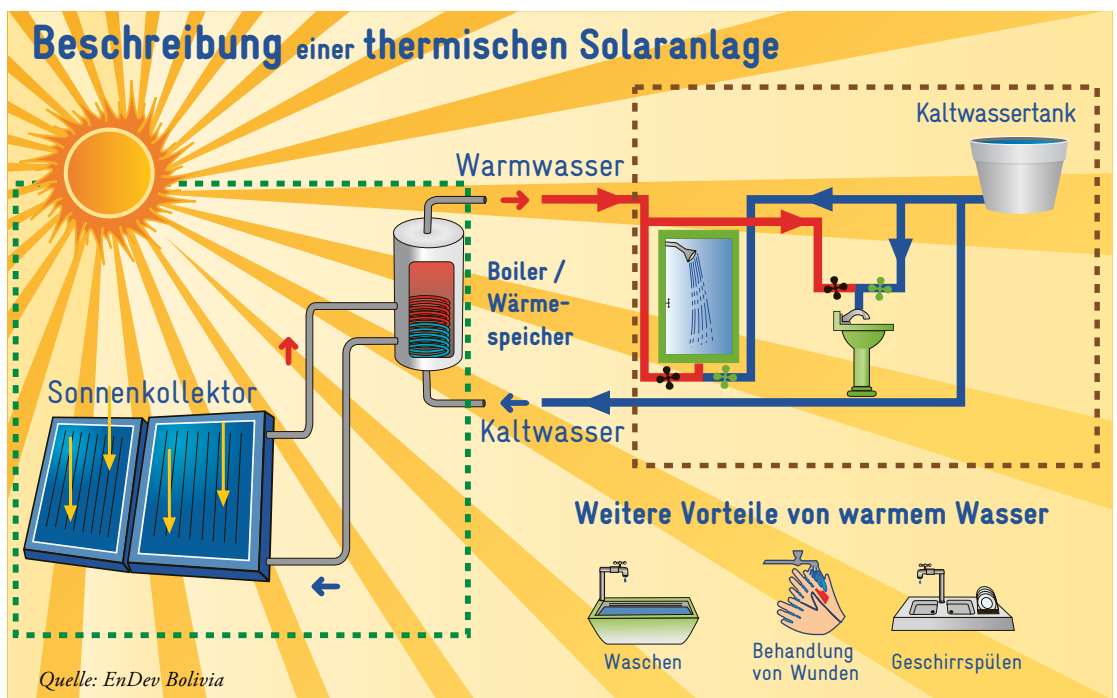 Beschreibung einer thermischen Solaranlage
Kaltwassertank
Warmwasser
Boiler /
Wärme-
speicher
Sonnenkollektor
Kaltwasser
Weitere Vorteile von warmem Wasser
Waschen
Behandlung
von Wunden
Geschirrspülen
Quelle: EnDev Bolivia